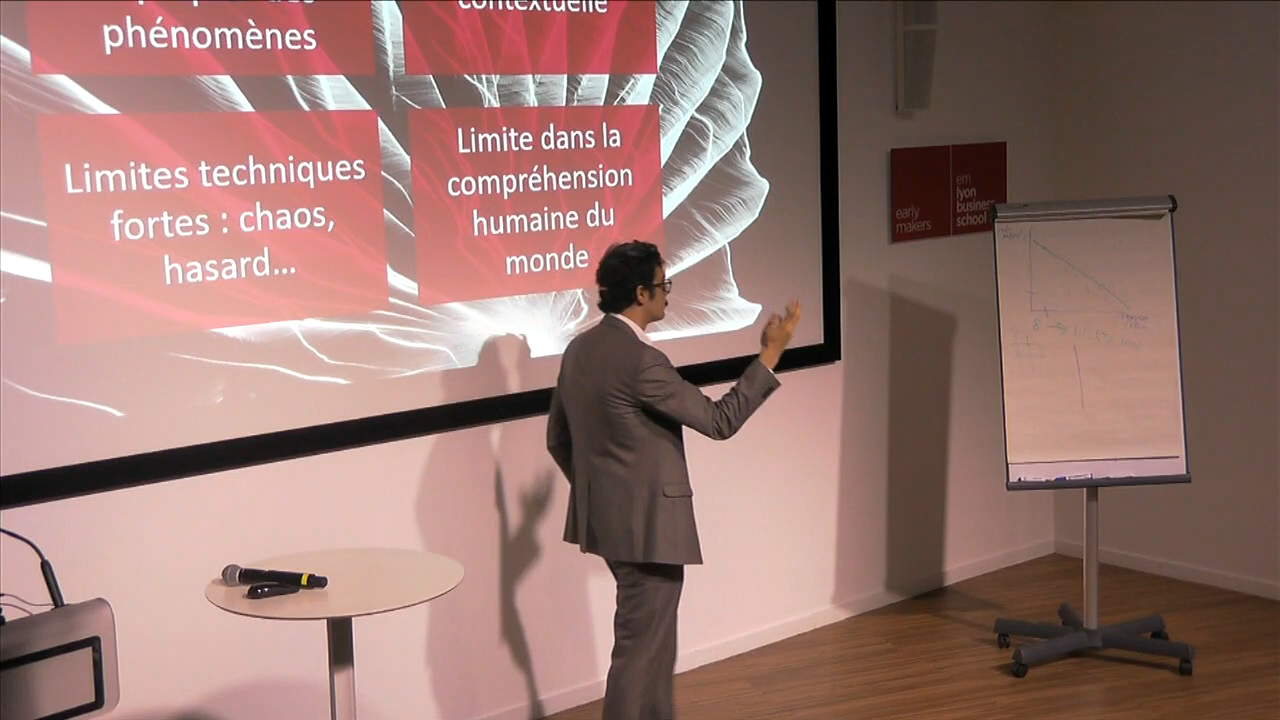 phénomènes
contextuelle
Limites techniques
fortes : chaos,
hasard...
Limite dans la
compréhension
humaine du
monde
early
makers
em
lyon
business
school